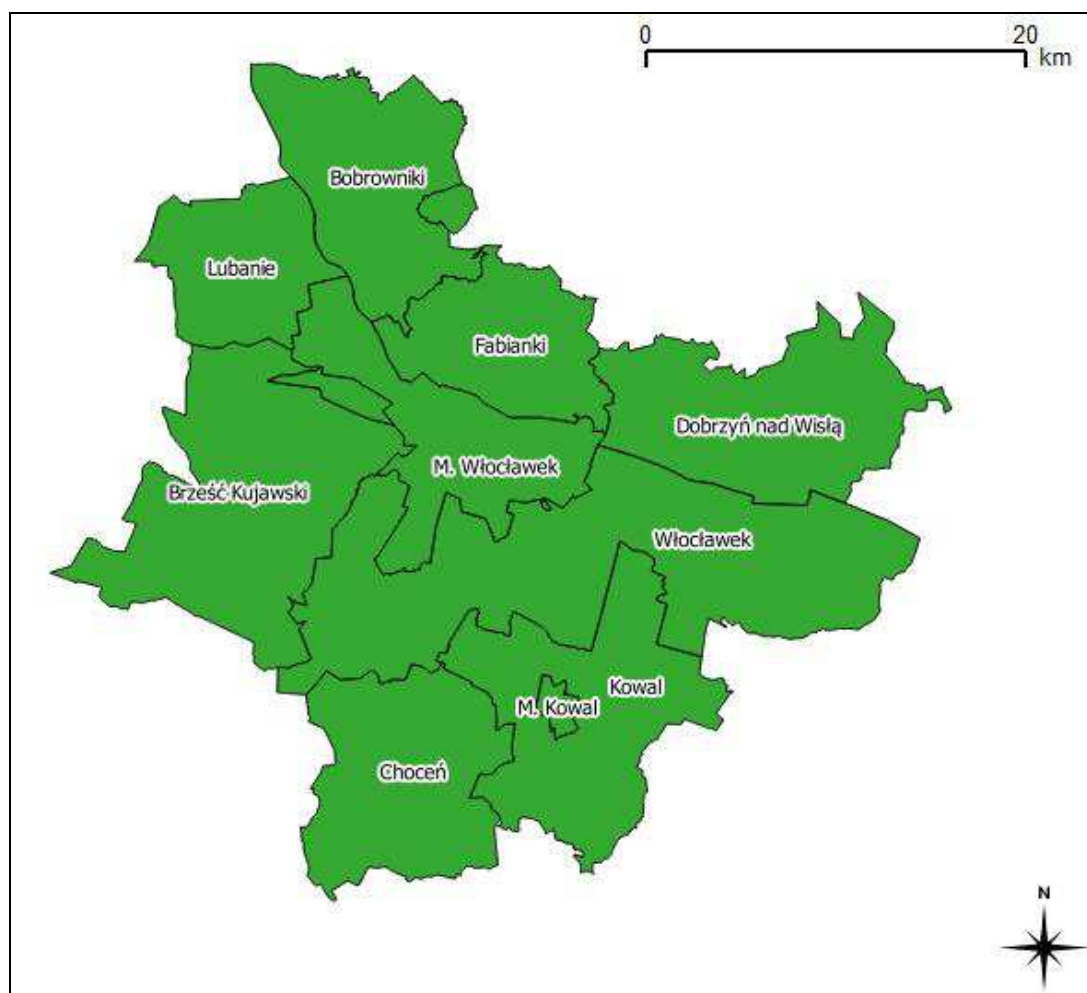 0 20
km
Bobrowniki
Lubanie
Fabianki
Dobrzyń nad Wisłą
M. Włocławek
Brześć Kujawski
Włocławek
Kowal
M. Kowal
Choceń
N